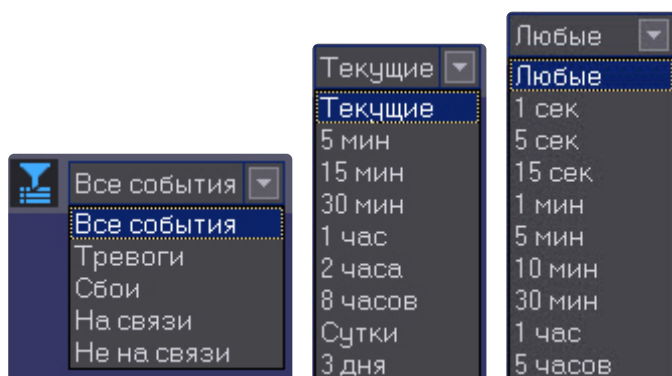 Все события
Все события
Тревоги
Сбои
На связи
Не на связи
Текущие
Текущие
5 мин
15 мин
30 мин
1 час
2 часа
8 часов
Сутки
3 дня
Любые
Любые
1 сек
5 сек
15 сек
1 мин
5 мин
10 мин
30 мин
1 час
5 часов